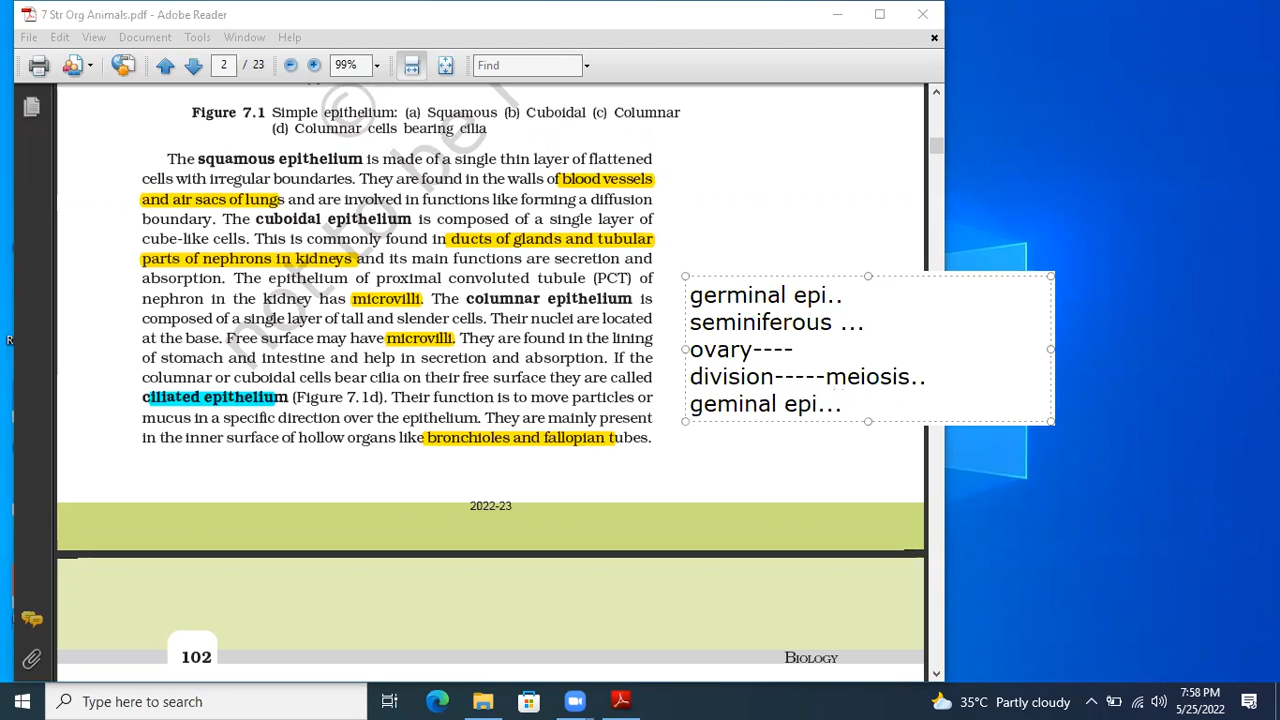 7 Str Org Animals.pdf - Adobe Reader
File Edit View Document Tools Window Help
2 / 23 99% Find
Figure 7.1 Simple epithelium: (a) Squamous (b) Cuboidal (c) Columnar
(d) Columnar cells bearing cilia
The squamous epithelium is made of a single thin layer of flattened
cells with irregular boundaries. They are found in the walls of blood vessels
and air sacs of lungs and are involved in functions like forming a diffusion
boundary. The cuboidal epithelium is composed of a single layer of
cube-like cells. This is commonly found in ducts of glands and tubular
parts of nephrons in kidneys and its main functions are secretion and
absorption. The epithelium of proximal convoluted tubule (PCT) of
nephron in the kidney has microvilli. The columnar epithelium is
composed of a single layer of tall and slender cells. Their nuclei are located
at the base. Free surface may have microvilli. They are found in the lining
of stomach and intestine and help in secretion and absorption. If the
columnar or cuboidal cells bear cilia on their free surface they are called
ciliated epithelium (Figure 7.1d). Their function is to move particles or
mucus in a specific direction over the epithelium. They are mainly present
in the inner surface of hollow organs like bronchioles and fallopian tubes.
© not to be
germinal epi..
seminiferous ...
ovary----
division-----meiosis..
geminal epi...
2022-23
102 BIOLOGY
Type here to search
35°C Partly cloudy
7:58 PM
5/25/2022